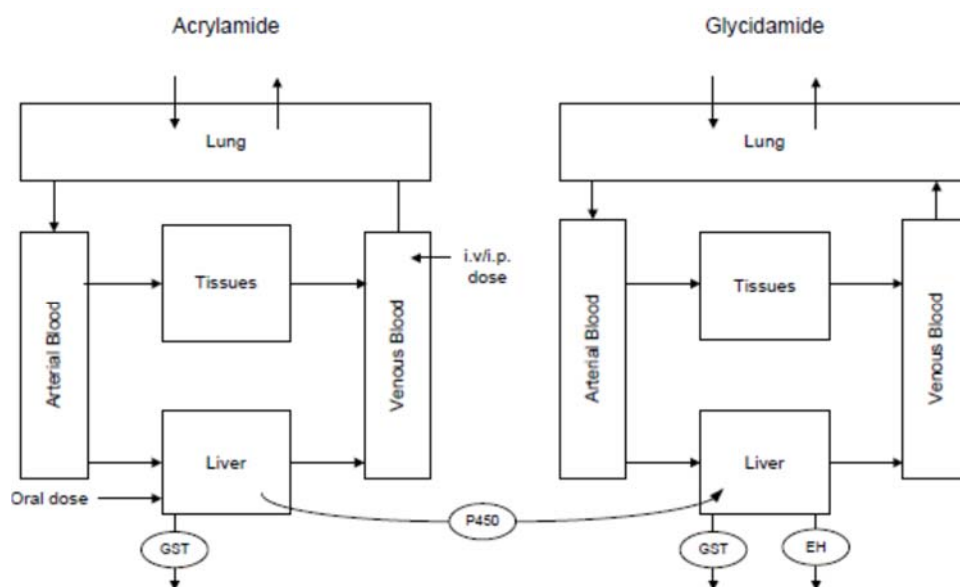 Acrylamide
Glycidamide
Lung
Lung
Arterial Blood
Tissues
Venous Blood
i.v/i.p.
dose
Arterial Blood
Tissues
Venous Blood
Liver
Liver
Oral dose
P450
GST
GST
EH